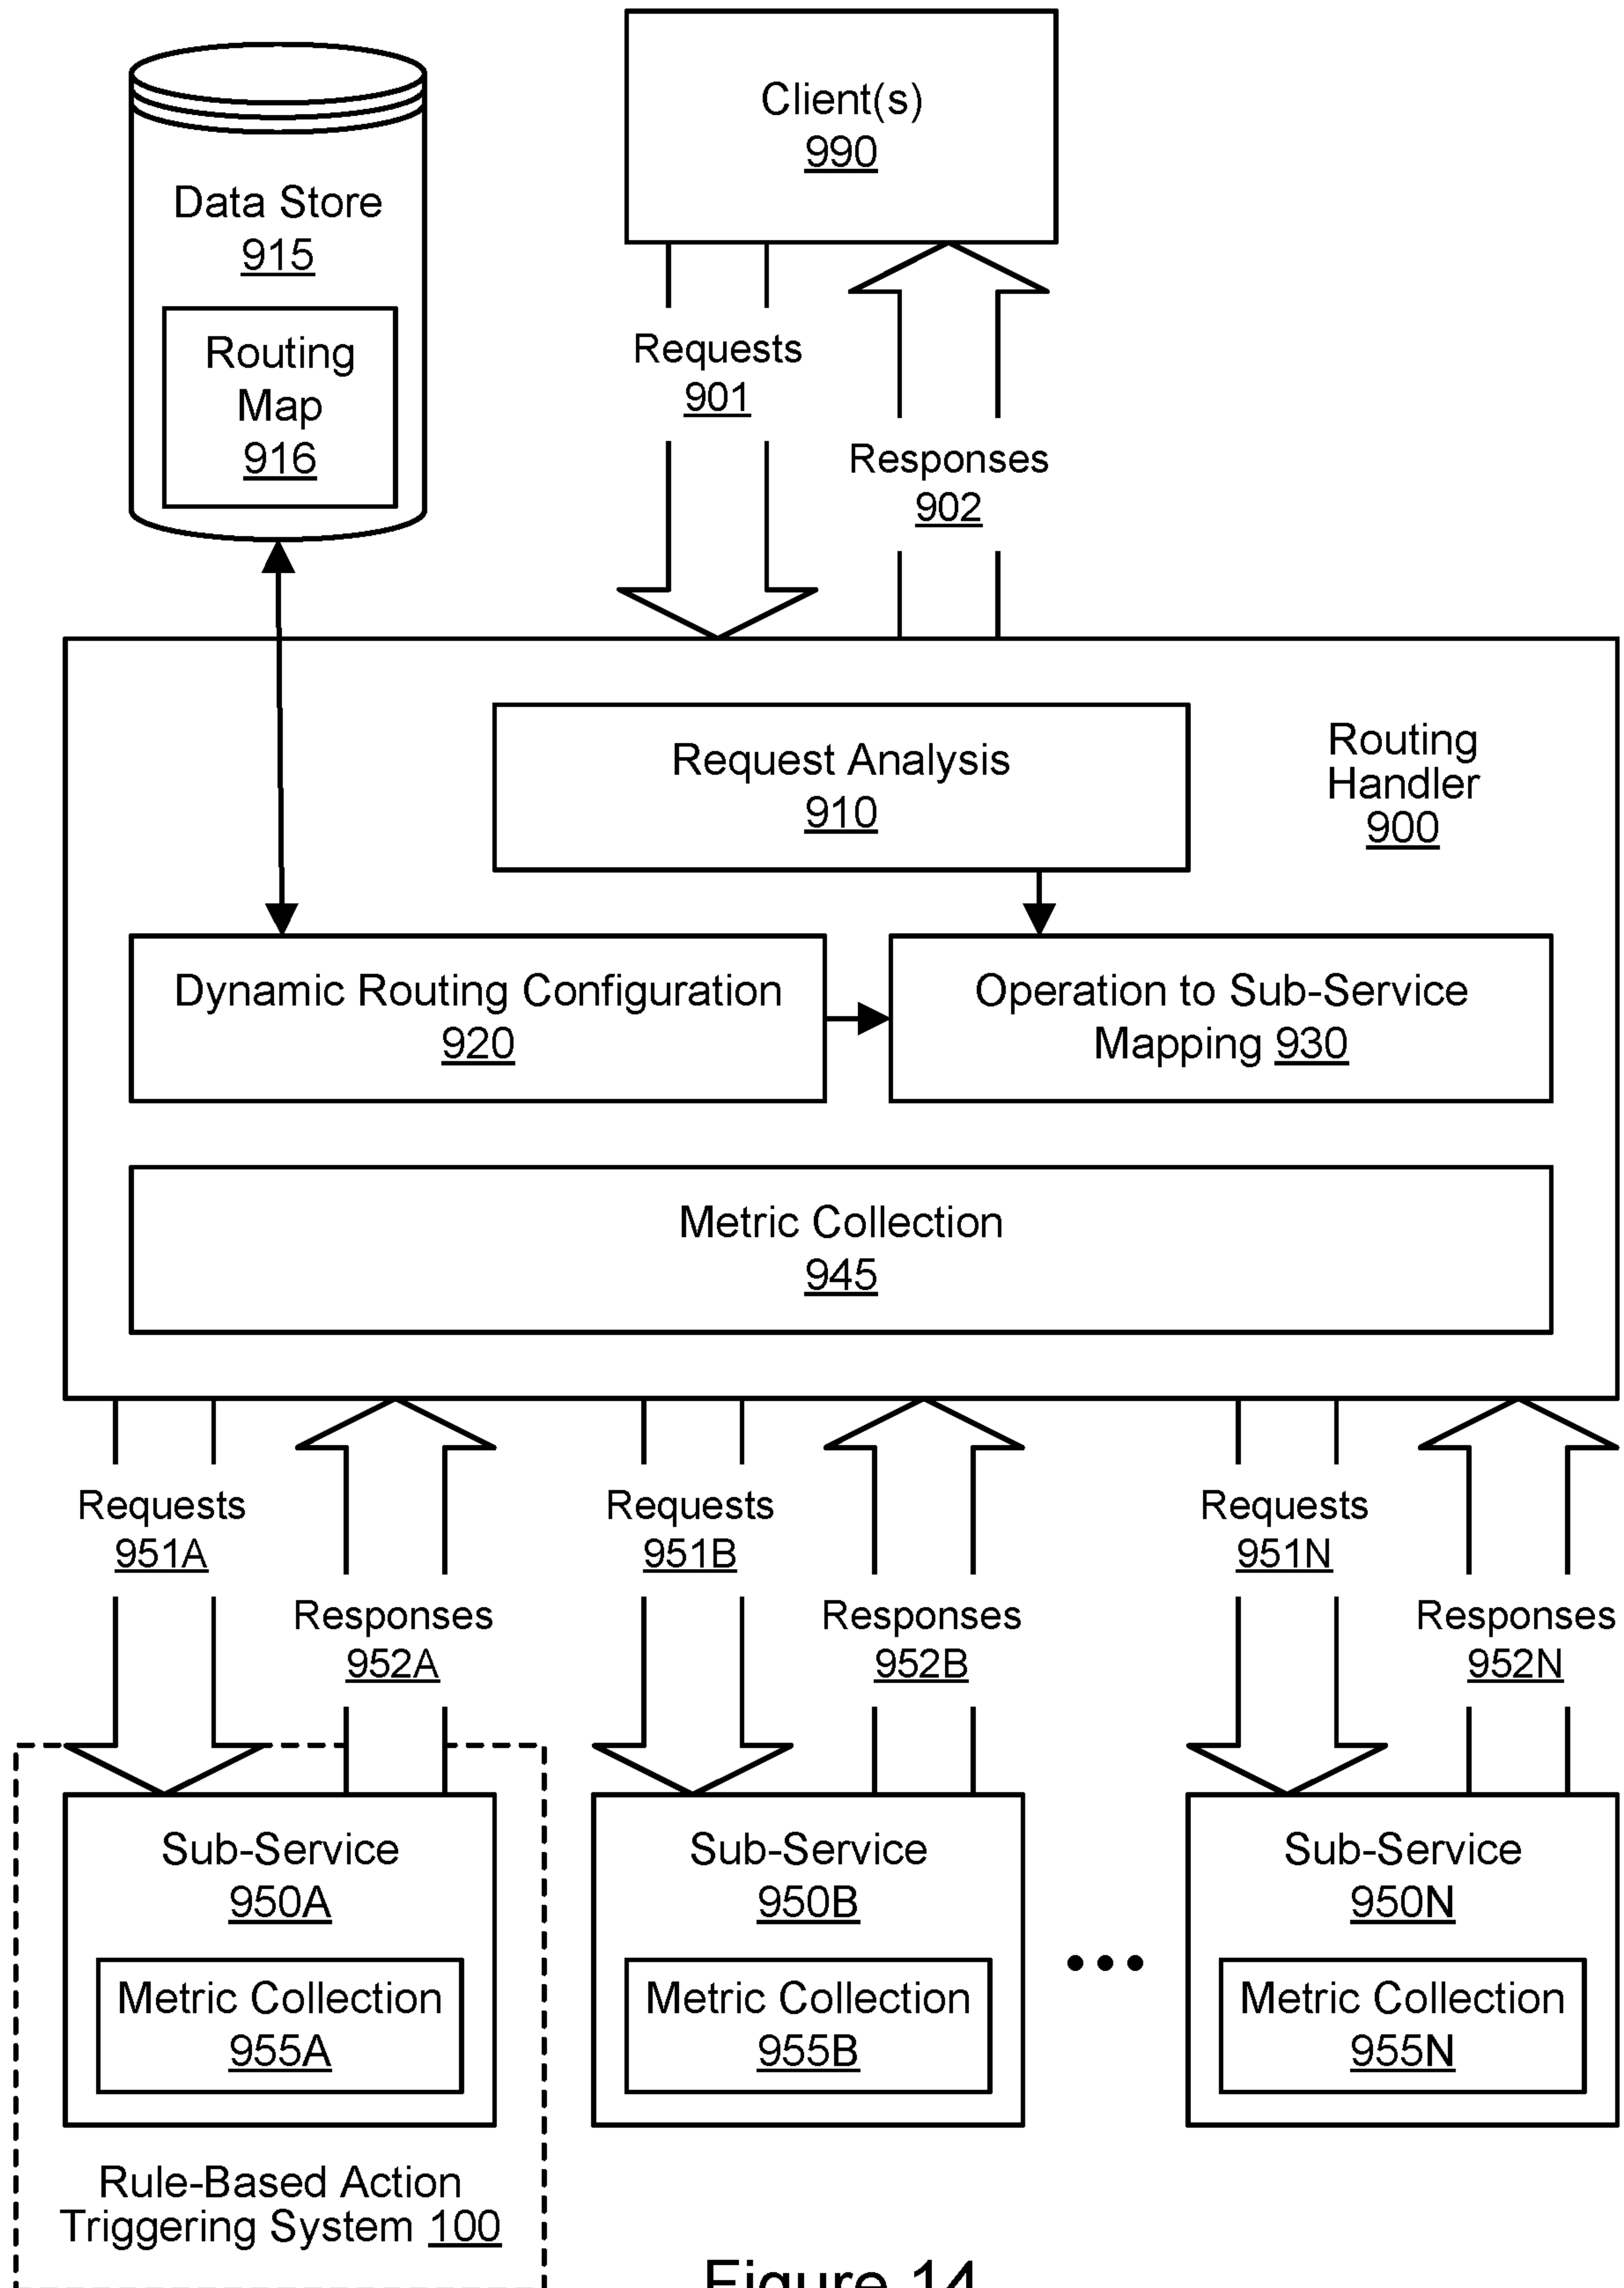 Client(s)
990
Data Store
915
Routing
Map
916
Requests
901
Responses
902
Request Analysis
910
Routing
Handler
900
Dynamic Routing Configuration
920
Operation to Sub-Service
Mapping 930
Metric Collection
945
Requests
951A
Responses
952A
Requests
951B
Responses
952B
Requests
951N
Responses
952N
Sub-Service
950A
Metric Collection
955A
Sub-Service
950B
Metric Collection
955B
Sub-Service
950N
Metric Collection
955N
Rule-Based Action
Triggering System 100
Figure 14